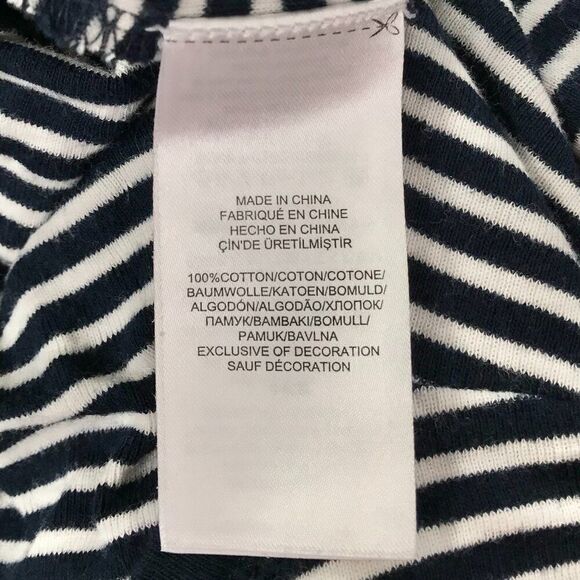 MADE IN CHINA
FABRIQUÉ EN CHINE
HECHO EN CHINA
ÇİN'DE ÜRETİLMİŞTİR
100%COTTON/COTON/COTONE/
BAUMWOLLE/KATOEN/BOMULD/
ALGODÓN/ALGODÃO/ХЛОПОК/
ПАМУК/BAMBAKI/BOMULL/
PAMUK/BAVLNA
EXCLUSIVE OF DECORATION
SAUF DÉCORATION